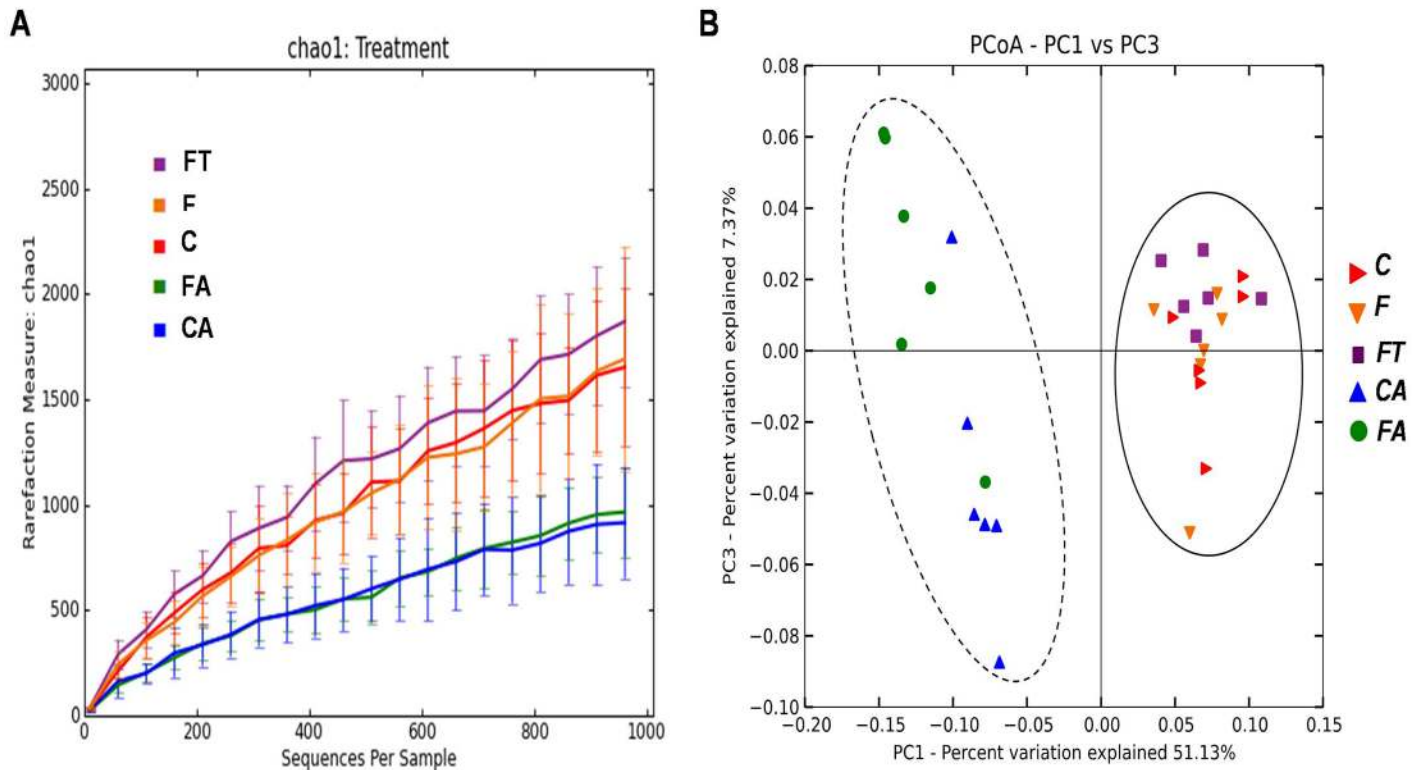 A
chao1: Treatment
3000
2500
2000
1500
1000
500
0
Rarefaction Measure: chao1
FT
F
C
FA
CA
0 200 400 600 800 1000
Sequences Per Sample
B
PCoA - PC1 vs PC3
0.08
0.06
0.04
0.02
0.00
−0.02
−0.04
−0.06
−0.08
−0.10
PC3 - Percent variation explained 7.37%
−0.20 −0.15 −0.10 −0.05 0.00 0.05 0.10 0.15
PC1 - Percent variation explained 51.13%
C
F
FT
CA
FA